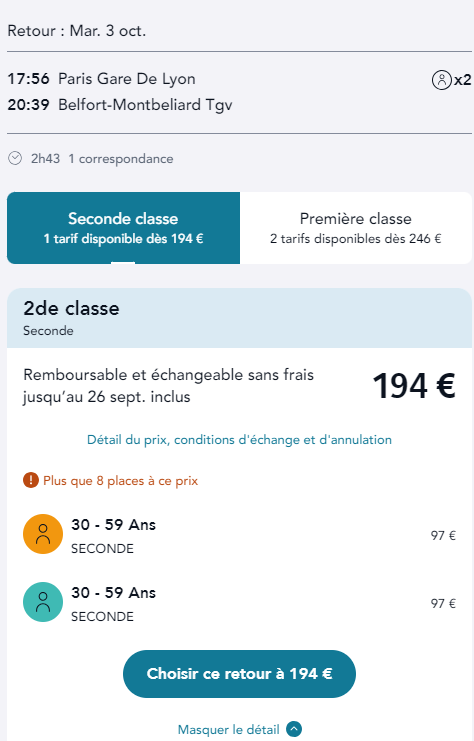 Retour : Mar. 3 oct.
17:56 Paris Gare De Lyon
x2
20:39 Belfort-Montbeliard Tgv
2h43 1 correspondance
Seconde classe
1 tarif disponible dès 194 €
Première classe
2 tarifs disponibles dès 246 €
2de classe
Seconde
Remboursable et échangeable sans frais
jusqu’au 26 sept. inclus
194 €
Détail du prix, conditions d'échange et d'annulation
! Plus que 8 places à ce prix
30 - 59 Ans
SECONDE
97 €
30 - 59 Ans
SECONDE
97 €
Choisir ce retour à 194 €
Masquer le détail